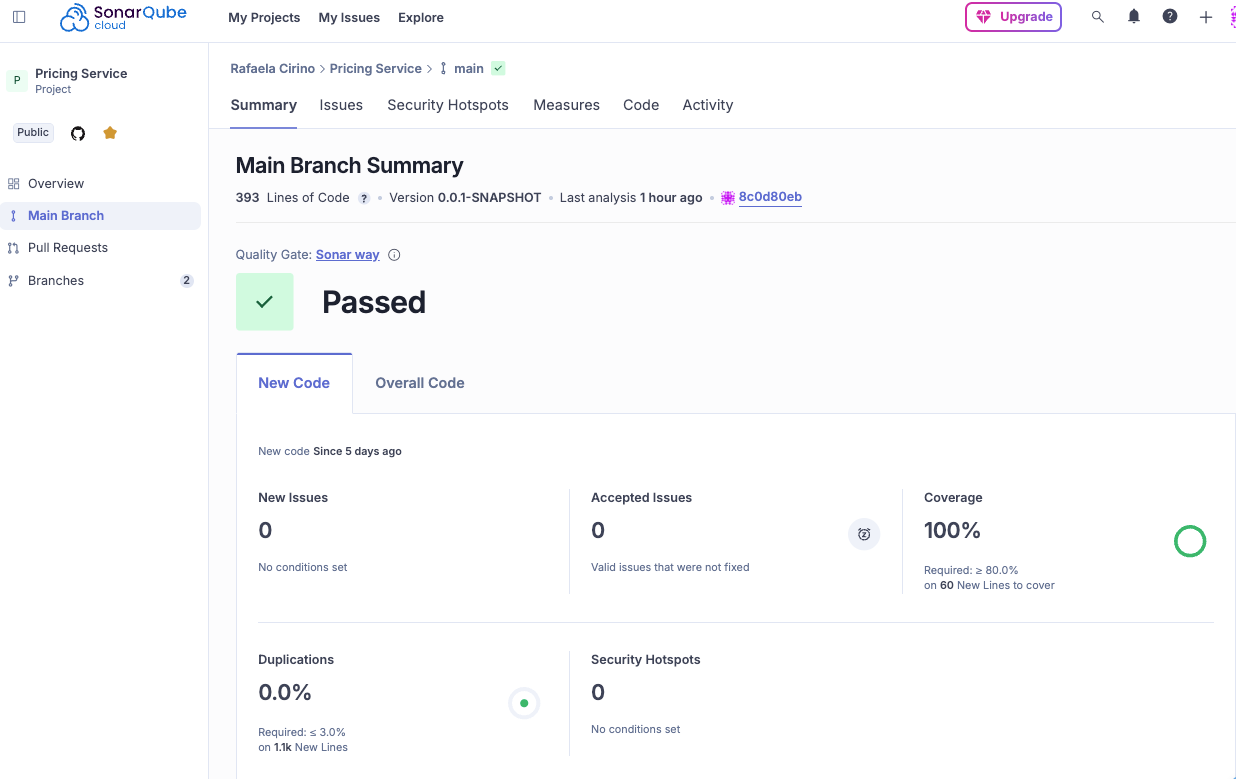 SonarQube cloud My Projects My Issues Explore Upgrade
P Pricing Service
Project
Public
Overview
Main Branch
Pull Requests
Branches 2
Rafaela Cirino > Pricing Service > main
Summary Issues Security Hotspots Measures Code Activity
Main Branch Summary
393 Lines of Code ? • Version 0.0.1-SNAPSHOT • Last analysis 1 hour ago • 8c0d80eb
Quality Gate: Sonar way
Passed
New Code Overall Code
New code Since 5 days ago
New Issues
0
No conditions set
Accepted Issues
0
Valid issues that were not fixed
Coverage
100%
Required: ≥ 80.0%
on 60 New Lines to cover
Duplications
0.0%
Required: ≤ 3.0%
on 1.1k New Lines
Security Hotspots
0
No conditions set